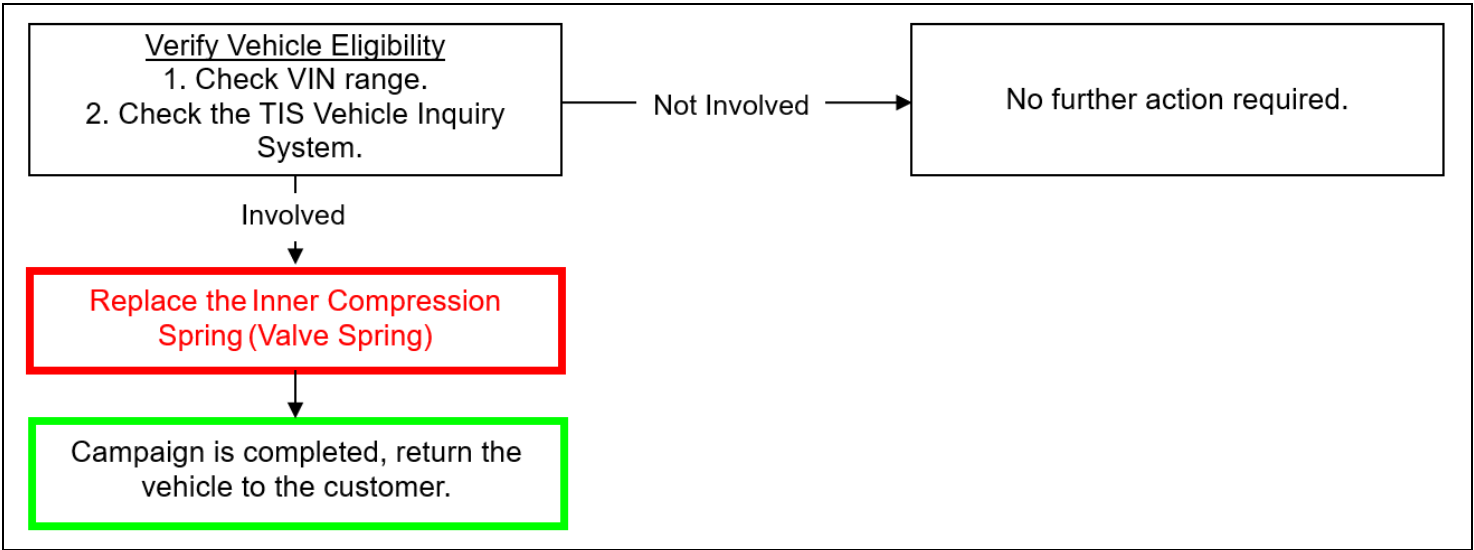 Verify Vehicle Eligibility
1. Check VIN range.
2. Check the TIS Vehicle Inquiry
System.
Not Involved
No further action required.
Involved
Replace the Inner Compression
Spring (Valve Spring)
Campaign is completed, return the
vehicle to the customer.